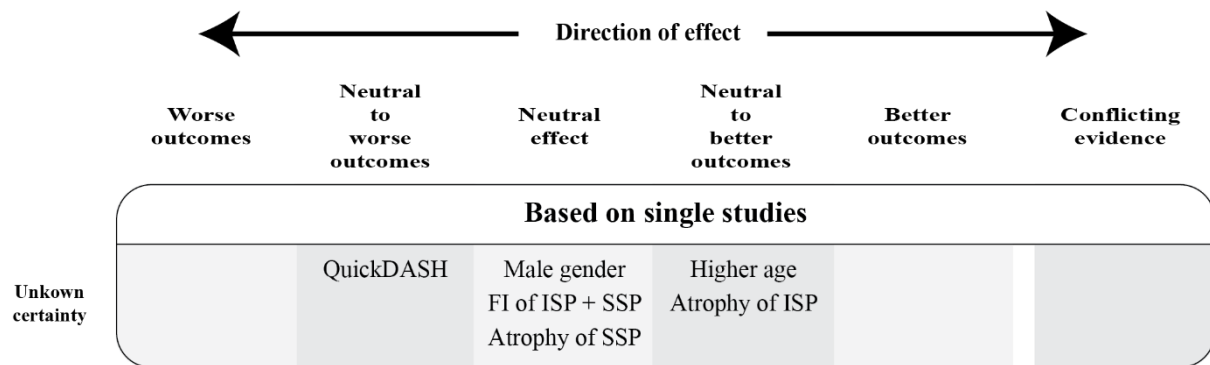 Direction of effect
Worse
outcomes
Neutral
to
worse
outcomes
Neutral
effect
Neutral
to
better
outcomes
Better
outcomes
Conflicting
evidence
Based on single studies
Unkown
certainty
QuickDASH
Male gender
FI of ISP + SSP
Atrophy of SSP
Higher age
Atrophy of ISP